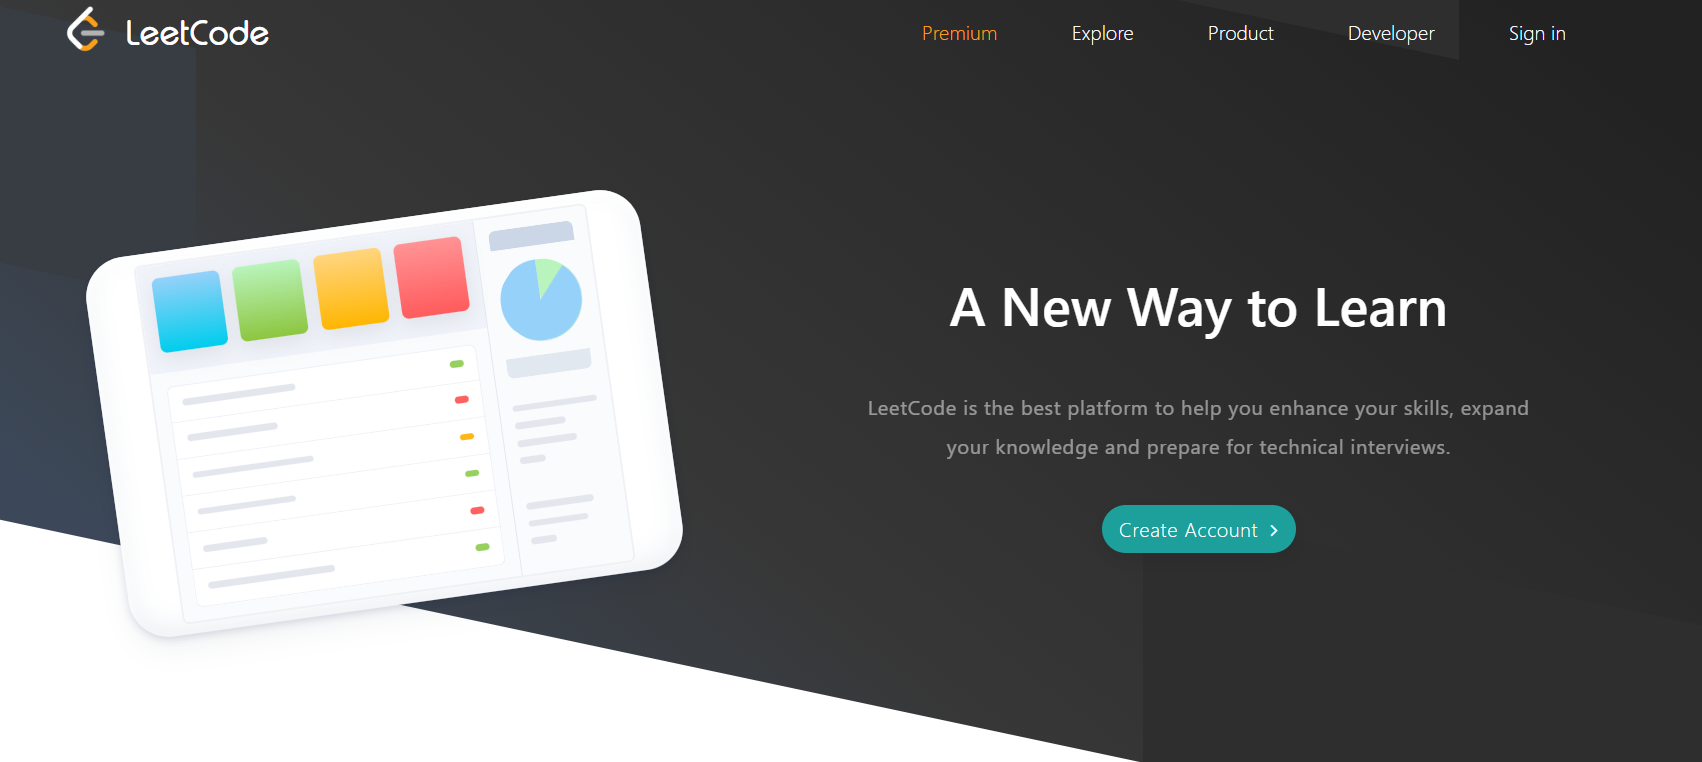 LeetCode
Premium
Explore
Product
Developer
Sign in
A New Way to Learn
LeetCode is the best platform to help you enhance your skills, expand
your knowledge and prepare for technical interviews.
Create Account